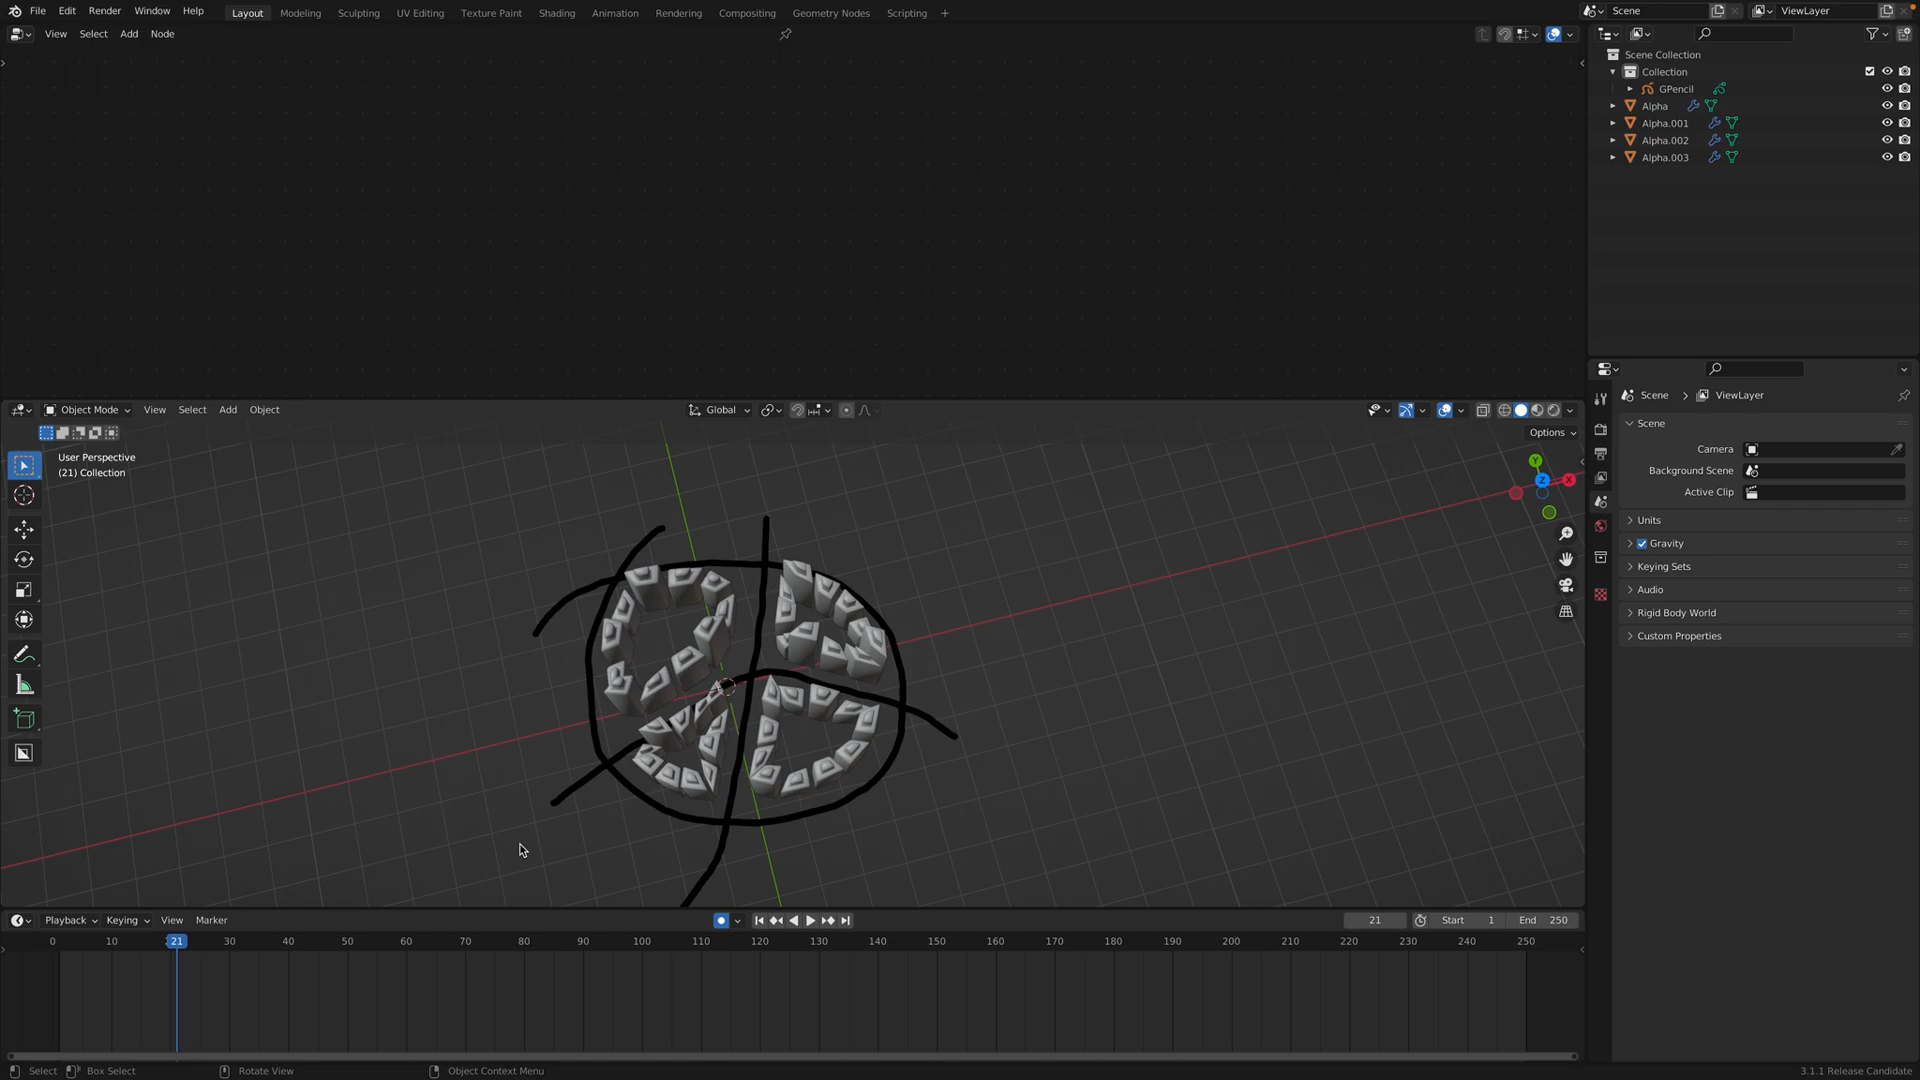 File Edit Render Window Help Layout Modeling Sculpting UV Editing Texture Paint Shading Animation Rendering Compositing Geometry Nodes Scripting + Scene ViewLayer
View Select Add Node
Scene Collection
Collection
GPencil
Alpha
Alpha.001
Alpha.002
Alpha.003
Scene > ViewLayer
Scene
Camera
Background Scene
Active Clip
Units
Gravity
Keying Sets
Audio
Rigid Body World
Custom Properties
Object Mode View Select Add Object Global
Options
User Perspective
(21) Collection
Y
Z
X
Playback Keying View Marker 21 Start 1 End 250
0 10 21 30 40 50 60 70 80 90 100 110 120 130 140 150 160 170 180 190 200 210 220 230 240 250
Select Box Select Rotate View Object Context Menu 3.1.1 Release Candidate